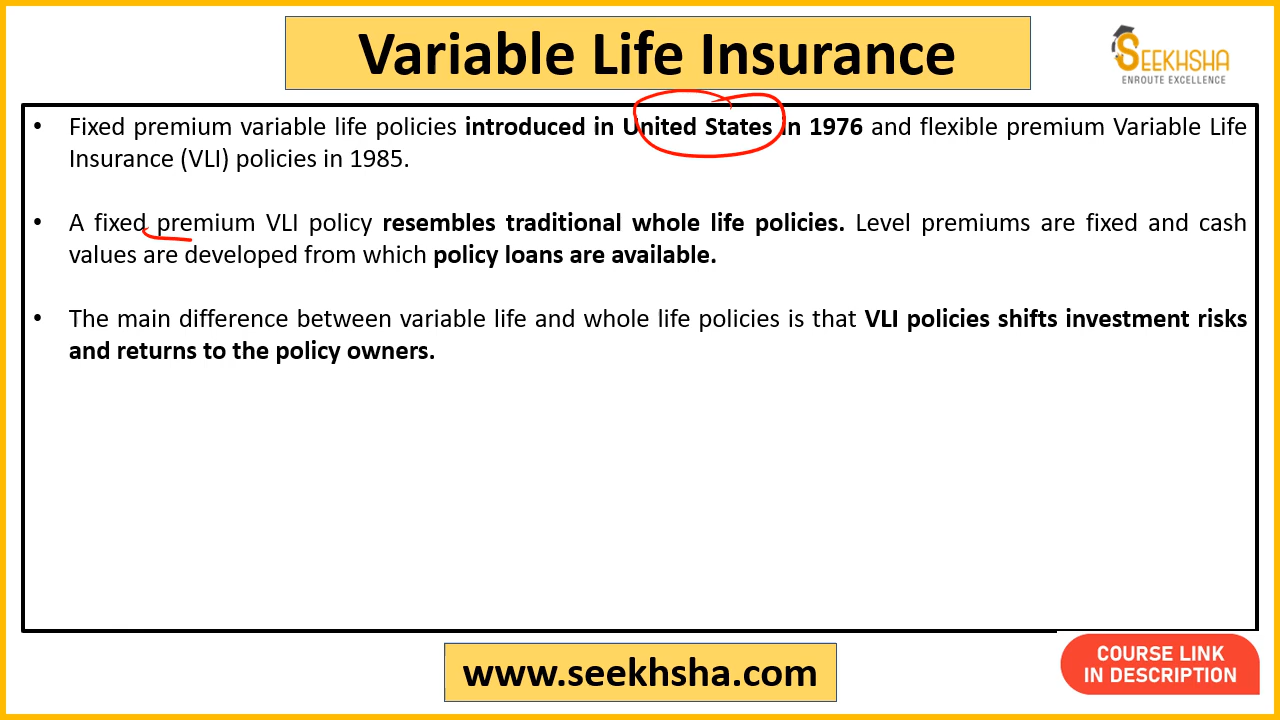 Variable Life Insurance
SEEKHSHA
ENROUTE EXCELLENCE
• Fixed premium variable life policies introduced in United States in 1976 and flexible premium Variable Life
Insurance (VLI) policies in 1985.
• A fixed premium VLI policy resembles traditional whole life policies. Level premiums are fixed and cash
values are developed from which policy loans are available.
• The main difference between variable life and whole life policies is that VLI policies shifts investment risks
and returns to the policy owners.
www.seekhsha.com
COURSE LINK
IN DESCRIPTION